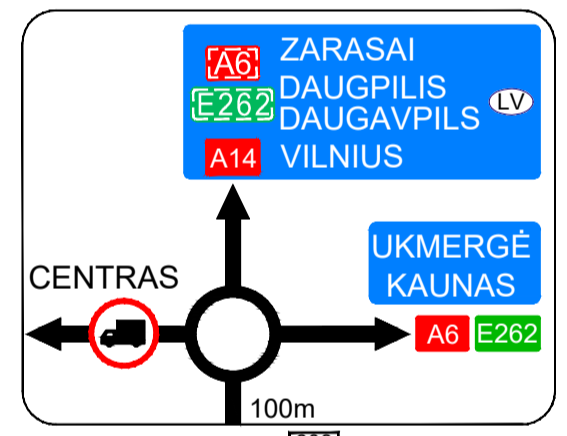 A6 ZARASAI
E262 DAUGPILIS
DAUGAVPILS LV
A14 VILNIUS
UKMERGĖ
KAUNAS
CENTRAS
A6 E262
100m